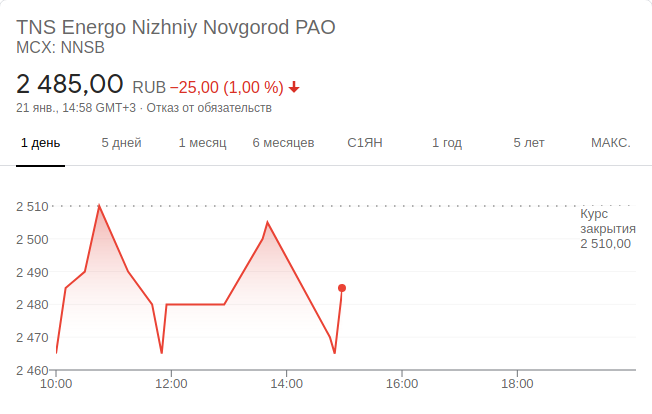 TNS Energo Nizhniy Novgorod PAO
MCX: NNSB
2 485,00 RUB −25,00 (1,00 %)
21 янв., 14:58 GMT+3 · Отказ от обязательств
1 день 5 дней 1 месяц 6 месяцев С1ЯН 1 год 5 лет МАКС.
2 510
Курс
закрытия
2 510,00
2 500
2 490
2 480
2 470
2 460
10:00 12:00 14:00 16:00 18:00